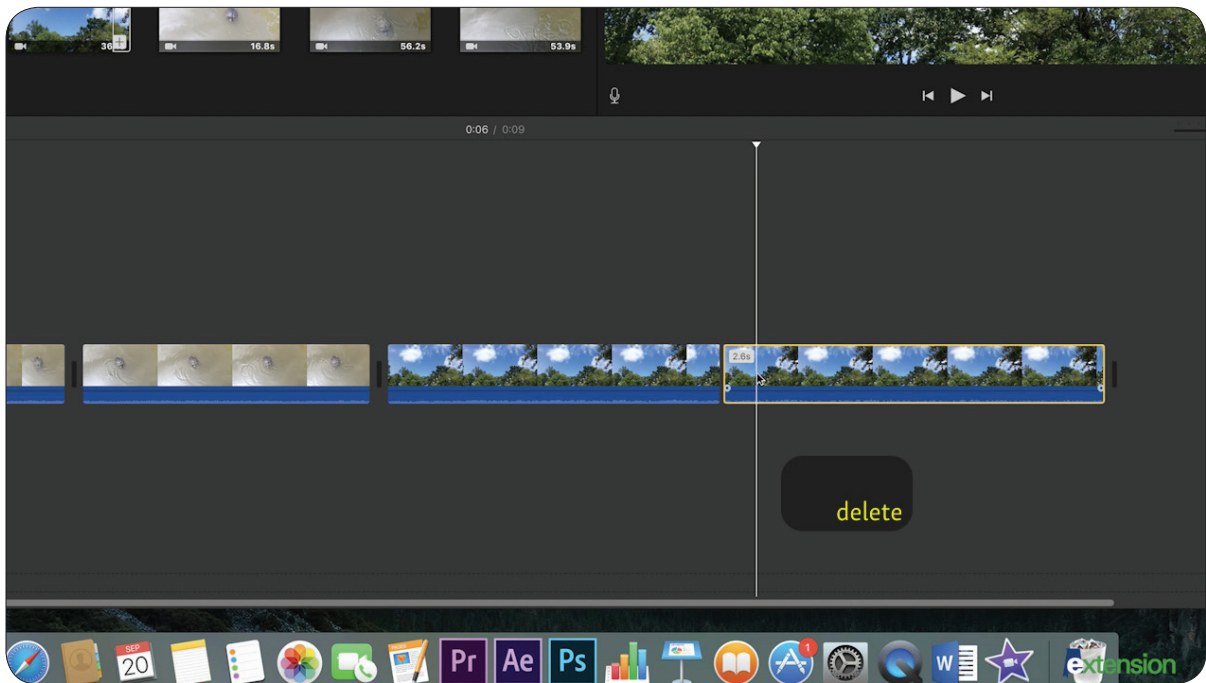 36
16.8s
56.2s
53.9s
0:06 / 0:09
2.6s
delete
SEP
20
PAGES
Pr
Ae
Ps
1
W
extension